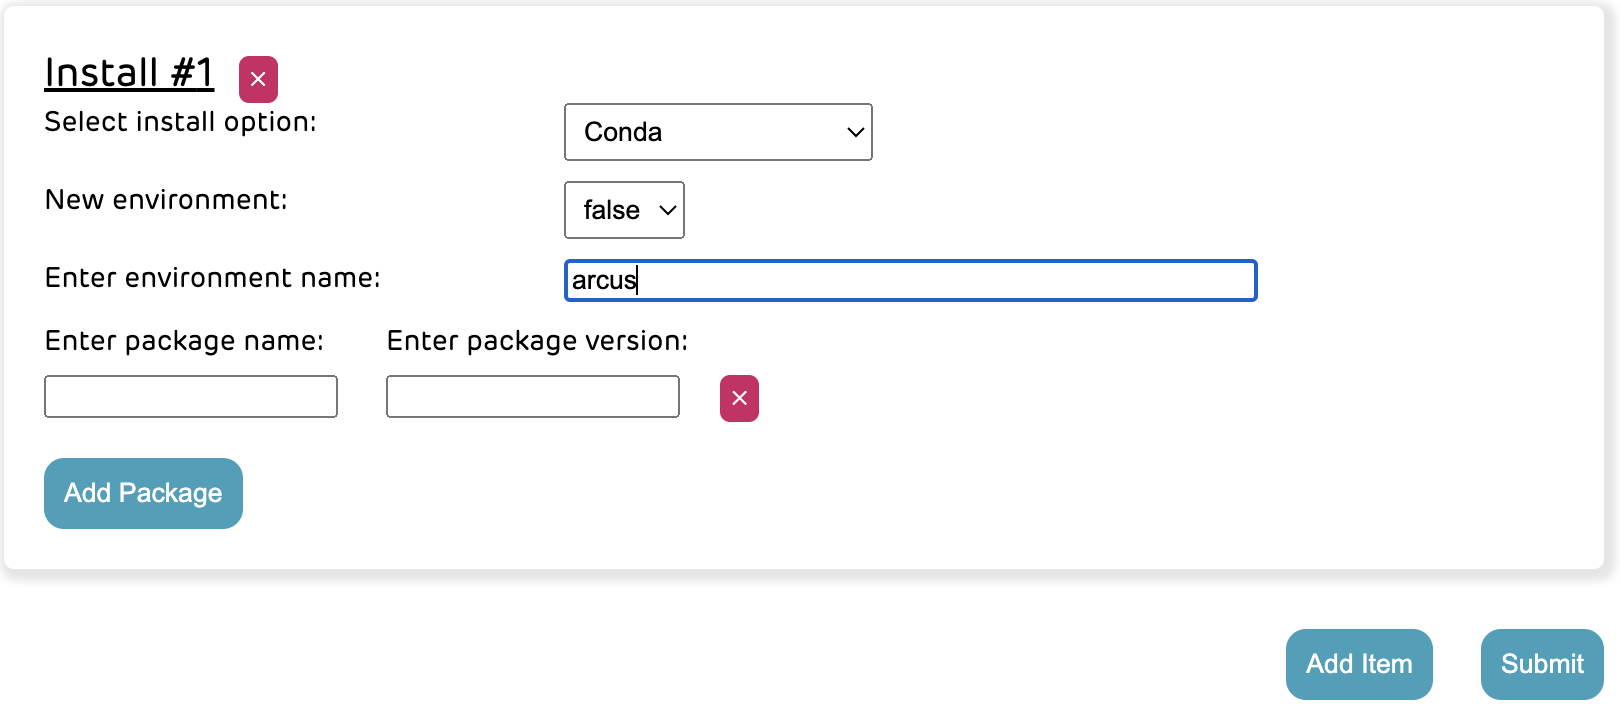 Install #1
Select install option:
Conda
New environment:
false
Enter environment name:
arcus
Enter package name:
Enter package version:
Add Package
Add Item
Submit